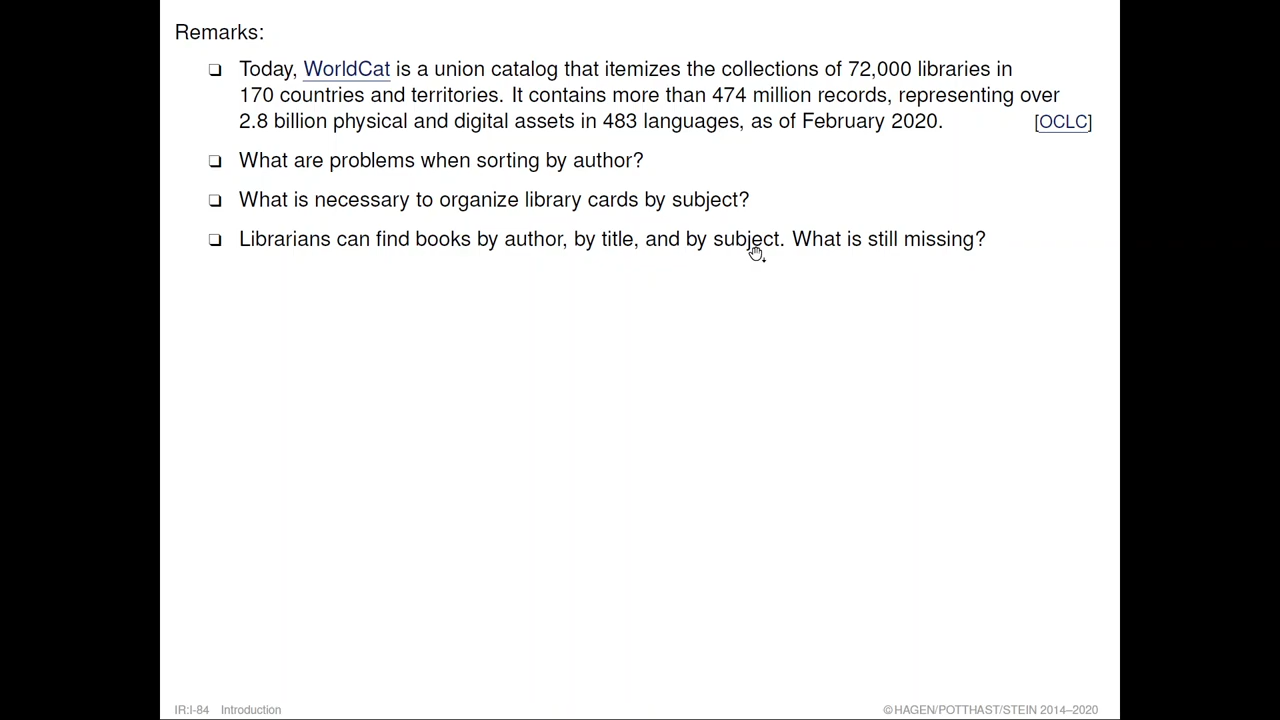 Remarks:
❑ Today, WorldCat is a union catalog that itemizes the collections of 72,000 libraries in
170 countries and territories. It contains more than 474 million records, representing over
2.8 billion physical and digital assets in 483 languages, as of February 2020. [OCLC]
❑ What are problems when sorting by author?
❑ What is necessary to organize library cards by subject?
❑ Librarians can find books by author, by title, and by subject. What is still missing?
IR:I-84 Introduction ©HAGEN/POTTHAST/STEIN 2014–2020